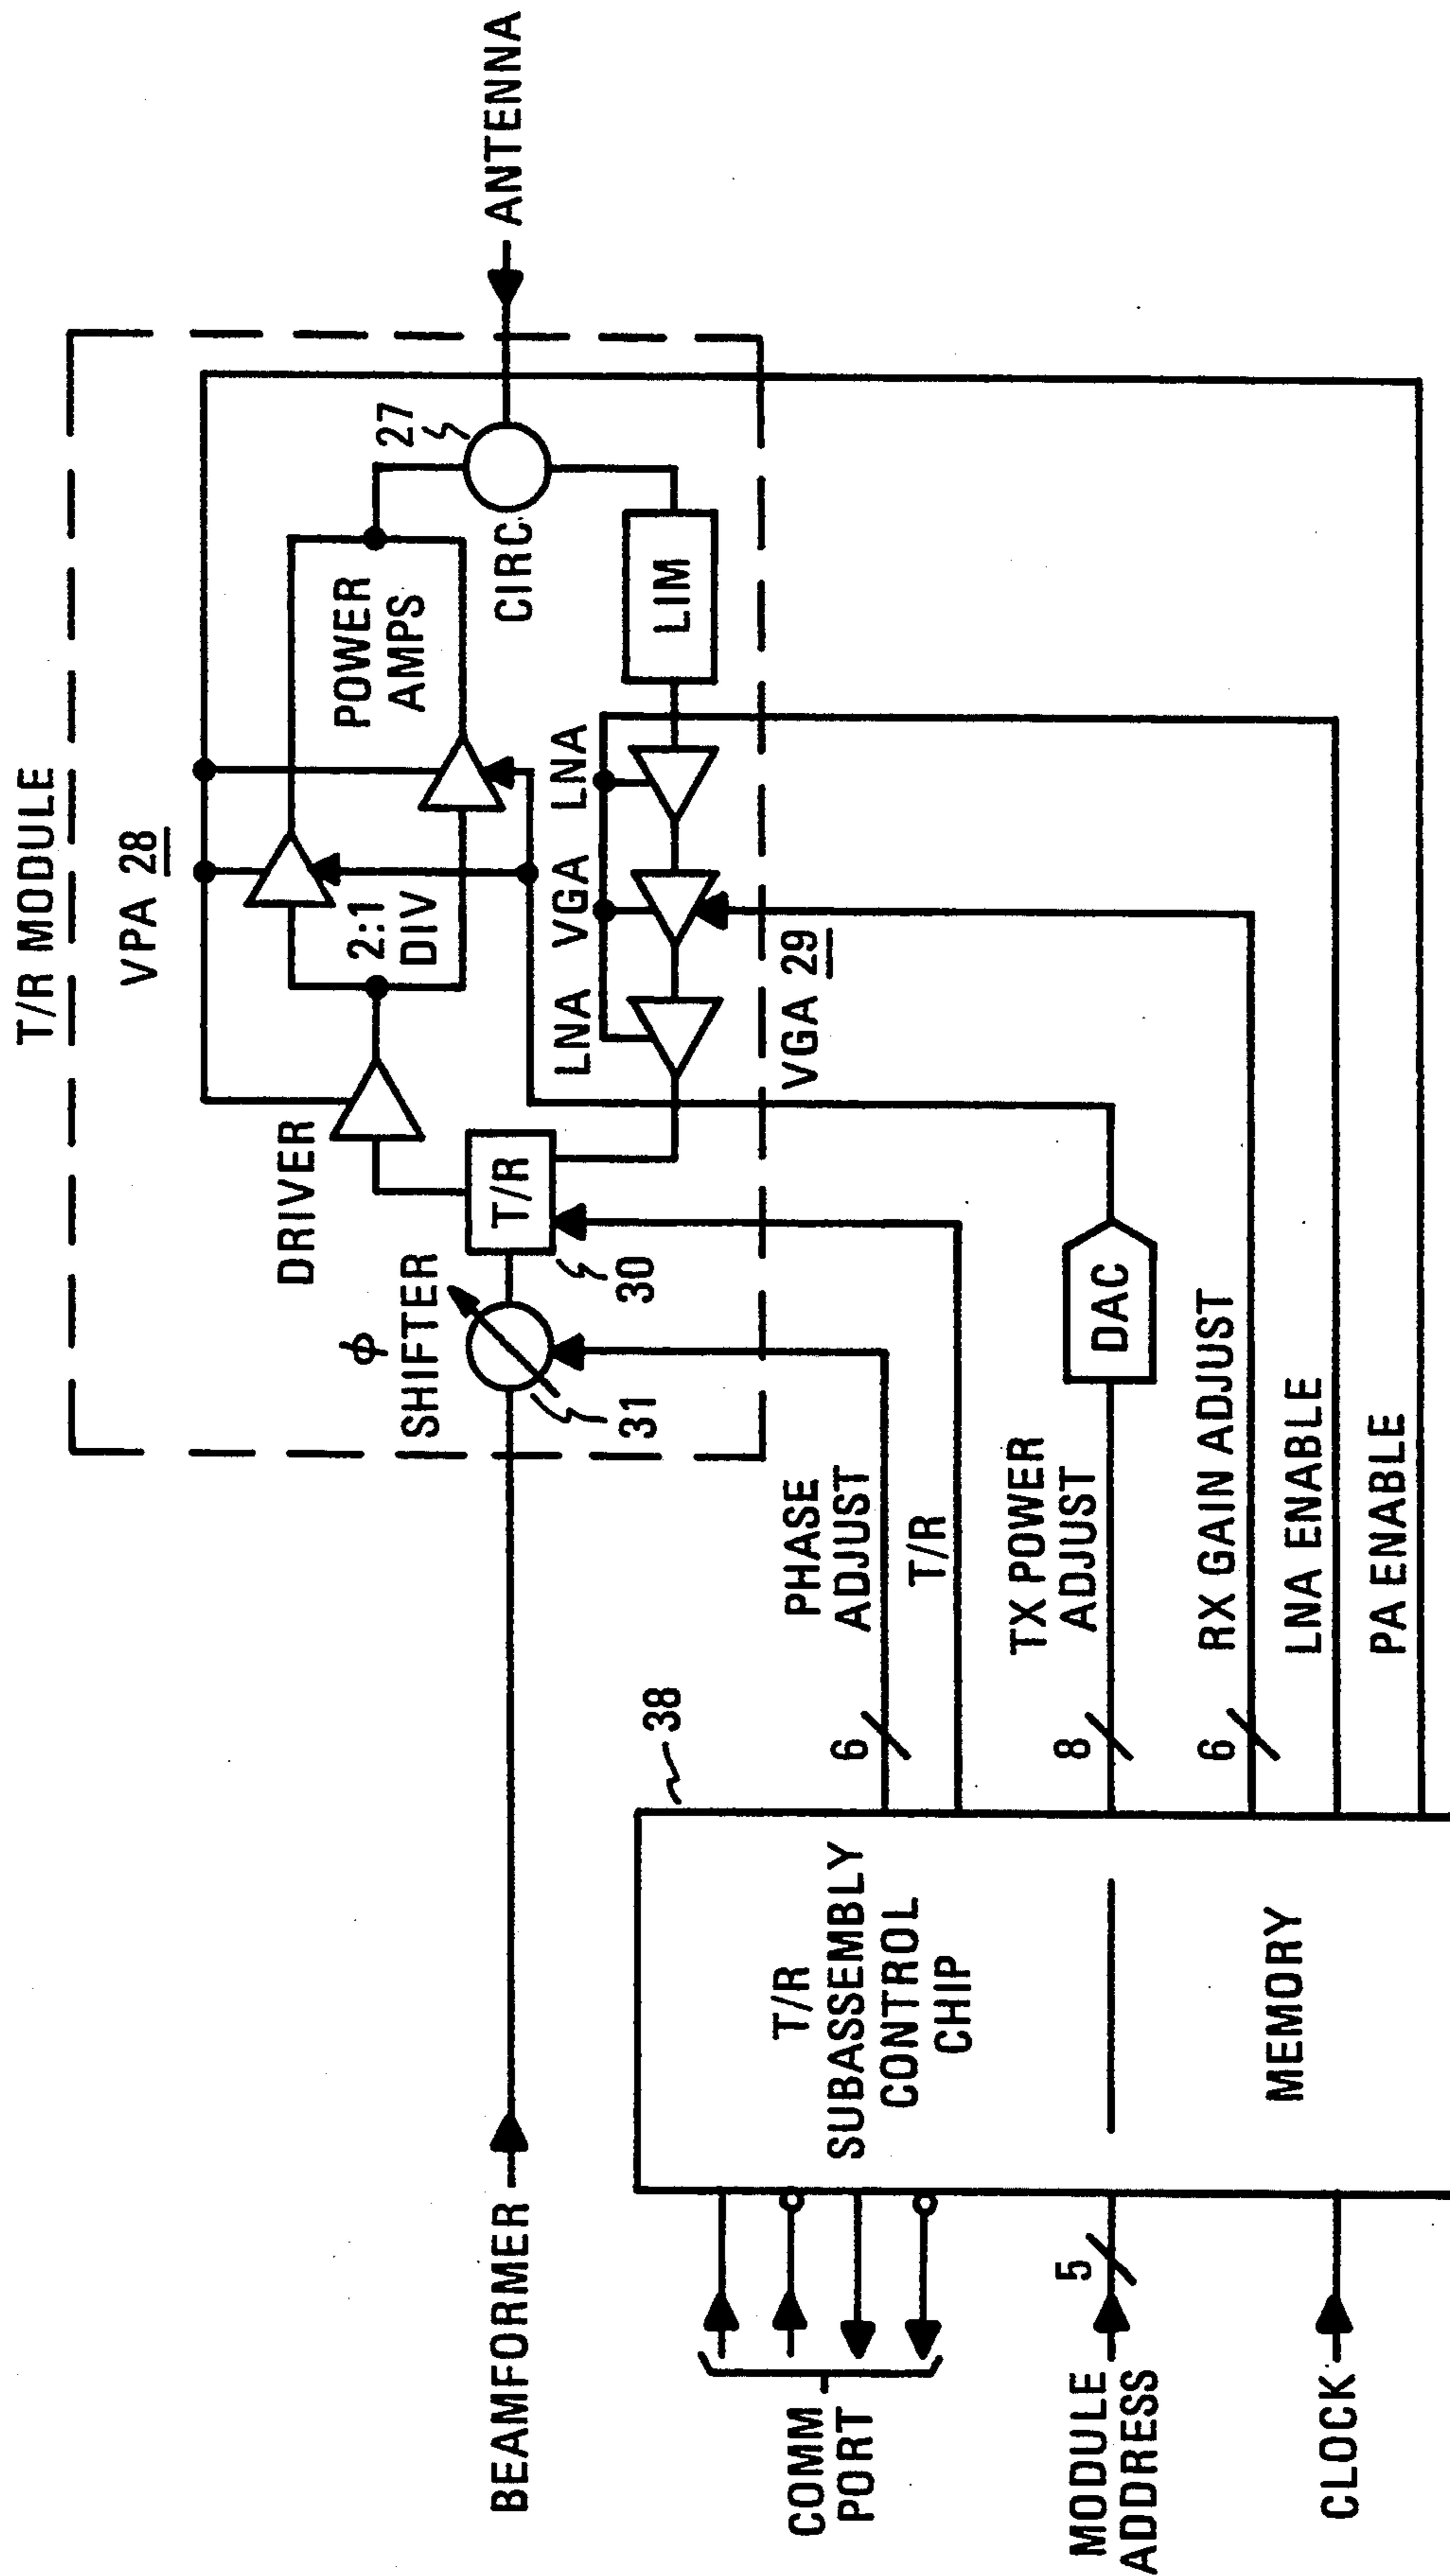 T/R MODULE
VPA 28
DRIVER
2:1
DIV
POWER
AMPS
27
CIRC
ANTENNA
φ
SHIFTER
T/R
30
31
LNA VGA LNA
LIM
VGA 29
BEAMFORMER
38
PHASE
ADJUST
6
T/R
TX POWER
ADJUST
8
DAC
RX GAIN ADJUST
6
LNA ENABLE
PA ENABLE
COMM
PORT
T/R
SUBASSEMBLY
CONTROL
CHIP
MODULE
ADDRESS
5
MEMORY
CLOCK